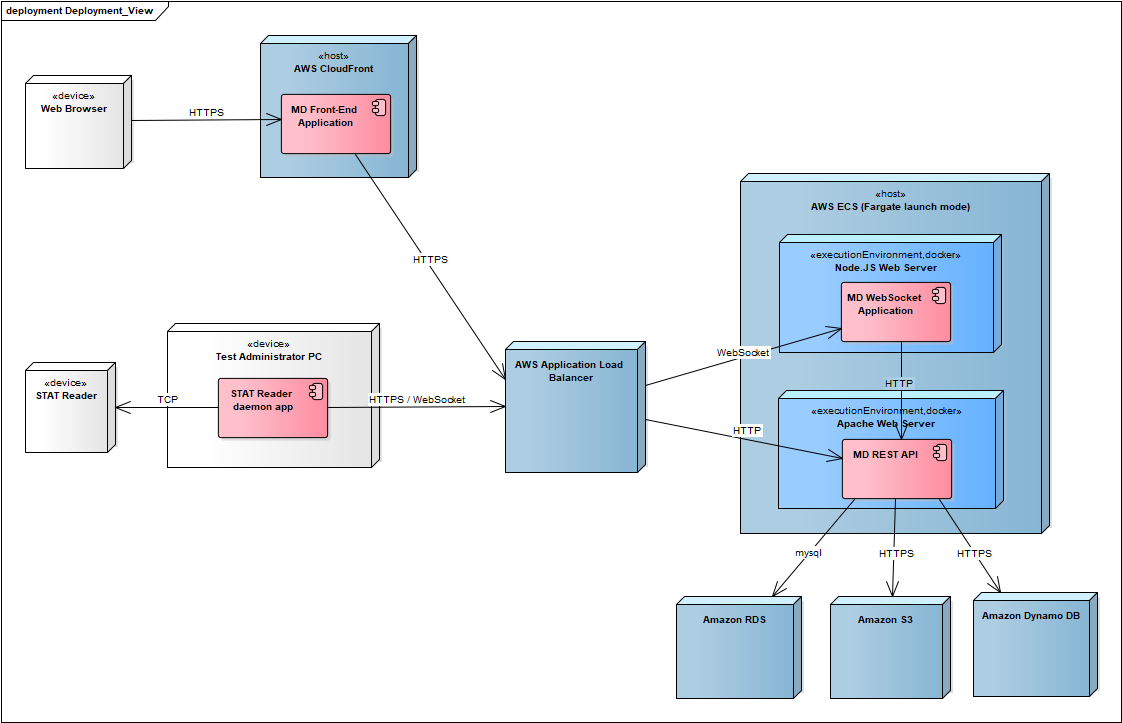 deployment Deployment_View
«host»
AWS CloudFront
MD Front-End
Application
«device»
Web Browser
HTTPS
HTTPS
«host»
AWS ECS (Fargate launch mode)
«executionEnvironment,docker»
Node.JS Web Server
MD WebSocket
Application
«device»
Test Administrator PC
STAT Reader
daemon app
«device»
STAT Reader
TCP
HTTPS / WebSocket
AWS Application Load
Balancer
WebSocket
HTTP
HTTP
«executionEnvironment,docker»
Apache Web Server
MD REST API
mysql
HTTPS
HTTPS
Amazon RDS
Amazon S3
Amazon Dynamo DB